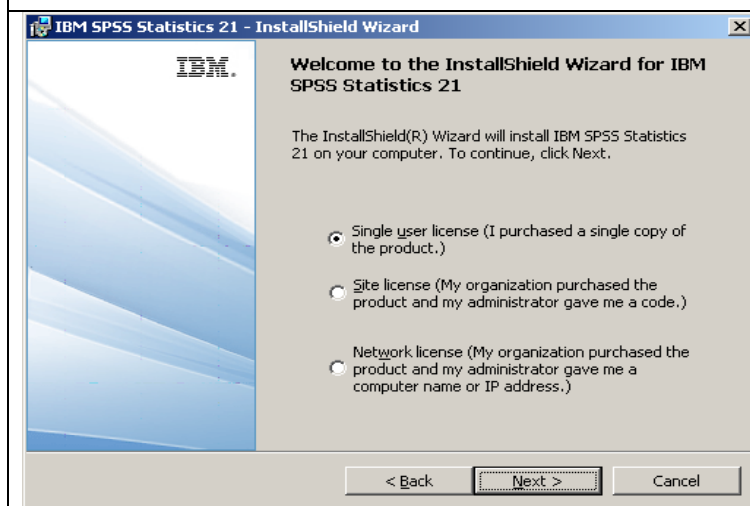 IBM SPSS Statistics 21 - InstallShield Wizard
IBM.
Welcome to the InstallShield Wizard for IBM
SPSS Statistics 21
The InstallShield(R) Wizard will install IBM SPSS Statistics
21 on your computer. To continue, click Next.
Single user license (I purchased a single copy of
the product.)
Site license (My organization purchased the
product and my administrator gave me a code.)
Network license (My organization purchased the
product and my administrator gave me a
computer name or IP address.)
< Back
Next >
Cancel